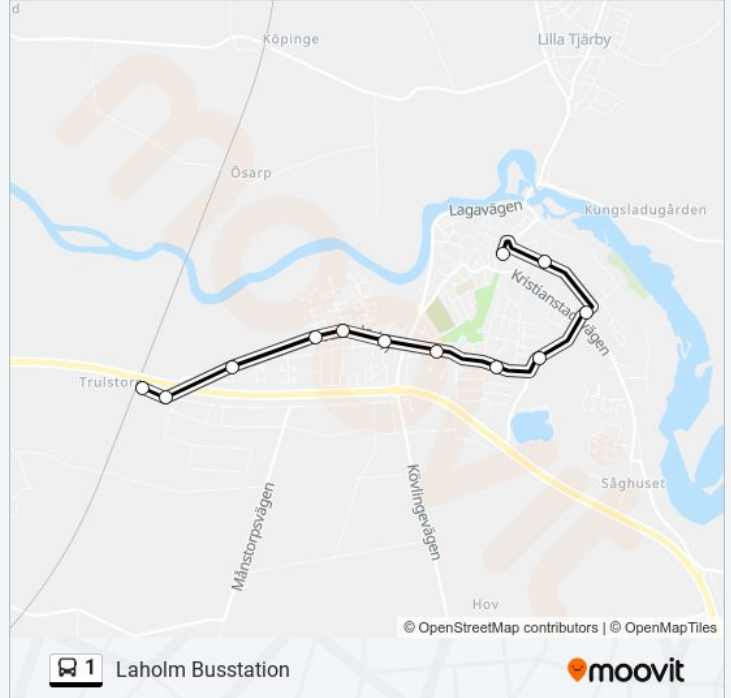 d
Köpinge
Lilla Tjärby
Ösarp
Lagavägen
Kungsladugården
Kristianstadsvägen
Trulstorp
Såghuset
Månstorpsvägen
Kövlingevägen
Hov
moovit
© OpenStreetMap contributors | © OpenMapTiles
1 Laholm Busstation
moovit